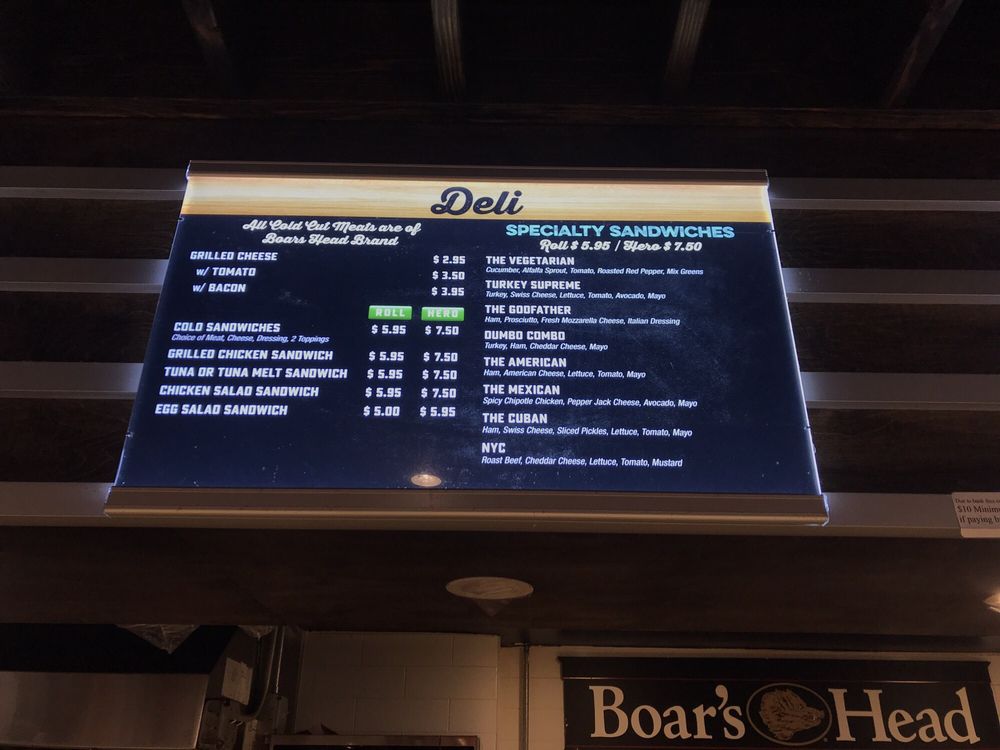 Deli
All Cold Cut Meats are of
Boars Head Brand
GRILLED CHEESE $ 2.95
w/ TOMATO $ 3.50
w/ BACON $ 3.95
ROLL HERO
COLD SANDWICHES $ 5.95 $ 7.50
Choice of Meat, Cheese, Dressing, 2 Toppings
GRILLED CHICKEN SANDWICH $ 5.95 $ 7.50
TUNA OR TUNA MELT SANDWICH $ 5.95 $ 7.50
CHICKEN SALAD SANDWICH $ 5.95 $ 7.50
EGG SALAD SANDWICH $ 5.00 $ 5.95
SPECIALTY SANDWICHES
Roll $ 5.95 / Hero $ 7.50
THE VEGETARIAN
Cucumber, Alfalfa Sprout, Tomato, Roasted Red Pepper, Mix Greens
TURKEY SUPREME
Turkey, Swiss Cheese, Lettuce, Tomato, Avocado, Mayo
THE GODFATHER
Ham, Prosciutto, Fresh Mozzarella Cheese, Italian Dressing
DUMBO COMBO
Turkey, Ham, Cheddar Cheese, Mayo
THE AMERICAN
Ham, American Cheese, Lettuce, Tomato, Mayo
THE MEXICAN
Spicy Chipotle Chicken, Pepper Jack Cheese, Avocado, Mayo
THE CUBAN
Ham, Swiss Cheese, Sliced Pickles, Lettuce, Tomato, Mayo
NYC
Roast Beef, Cheddar Cheese, Lettuce, Tomato, Mustard
Due to bank
$10 Minim
if paying b
Boar's Head